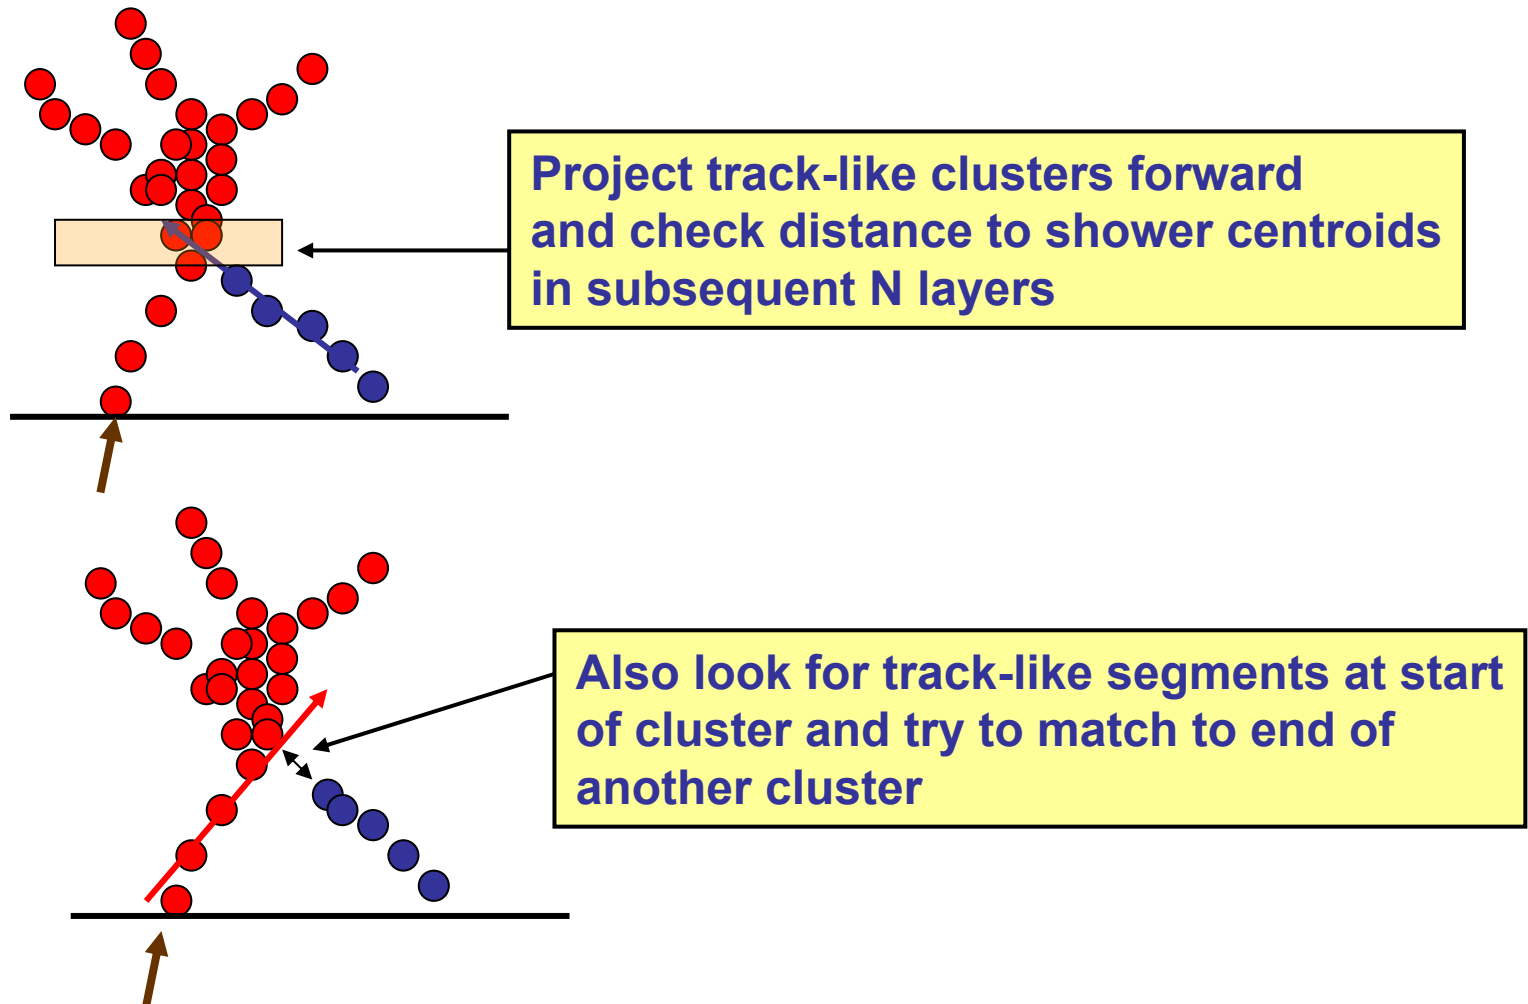 Project track-like clusters forward
and check distance to shower centroids
in subsequent N layers
Also look for track-like segments at start
of cluster and try to match to end of
another cluster